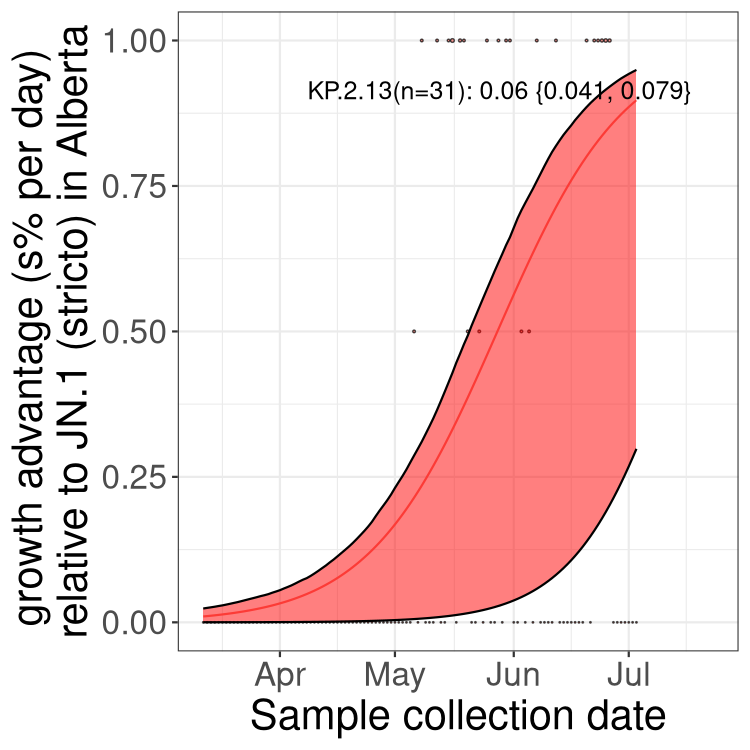 growth advantage (s% per day)
relative to JN.1 (stricto) in Alberta
1.00
0.75
0.50
0.25
0.00
KP.2.13(n=31): 0.06 {0.041, 0.079}
Apr May Jun Jul
Sample collection date